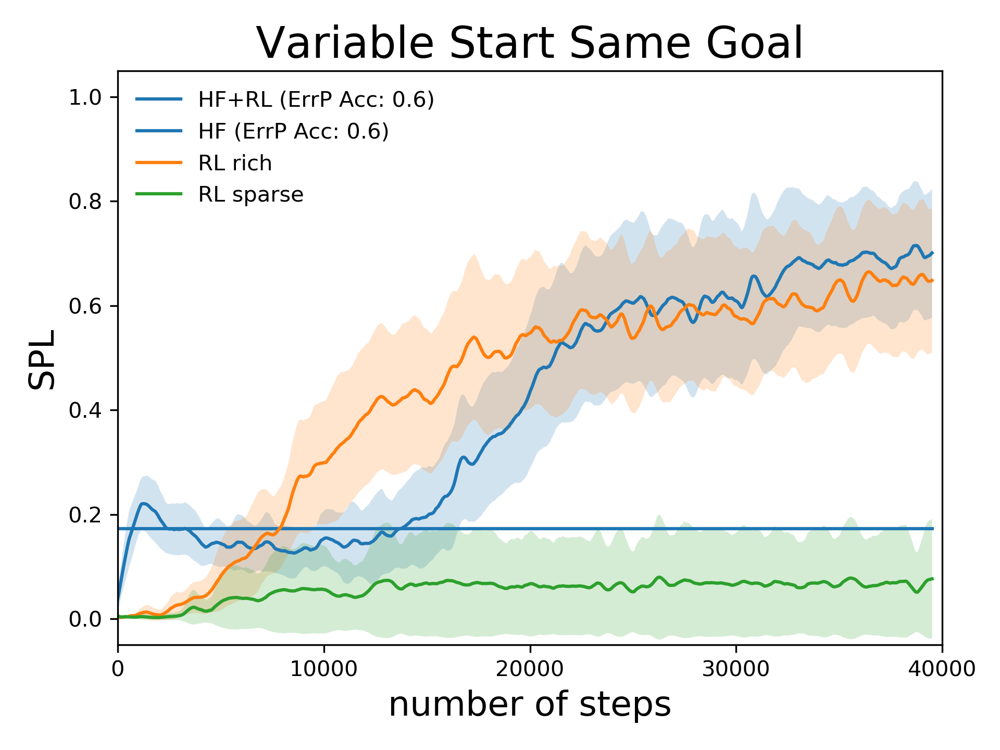 Variable Start Same Goal
HF+RL (ErrP Acc: 0.6)
HF (ErrP Acc: 0.6)
RL rich
RL sparse
1.0
0.8
0.6
0.4
0.2
0.0
SPL
0 10000 20000 30000 40000
number of steps